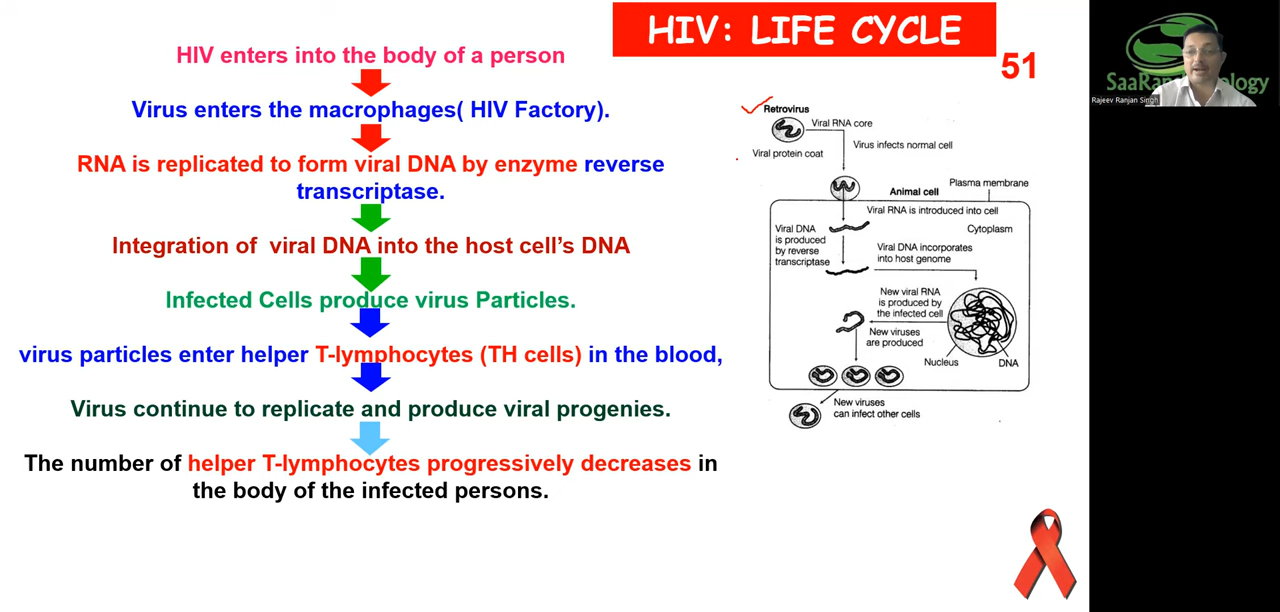 HIV: LIFE CYCLE
51
HIV enters into the body of a person
Virus enters the macrophages( HIV Factory).
RNA is replicated to form viral DNA by enzyme reverse
transcriptase.
Integration of viral DNA into the host cell's DNA
Infected Cells produce virus Particles.
virus particles enter helper T-lymphocytes (TH cells) in the blood,
Virus continue to replicate and produce viral progenies.
The number of helper T-lymphocytes progressively decreases in
the body of the infected persons.
Retrovirus
Viral RNA core
Virus infects normal cell
Viral protein coat
Plasma membrane
Animal cell
Viral RNA is introduced into cell
Cytoplasm
Viral DNA
is produced
by reverse
transcriptase
Viral DNA incorporates
into host genome
New viral RNA
is produced by
the infected cell
New viruses
are produced
Nucleus
DNA
New viruses
can infect other cells
Rajeev Ranjan Singh